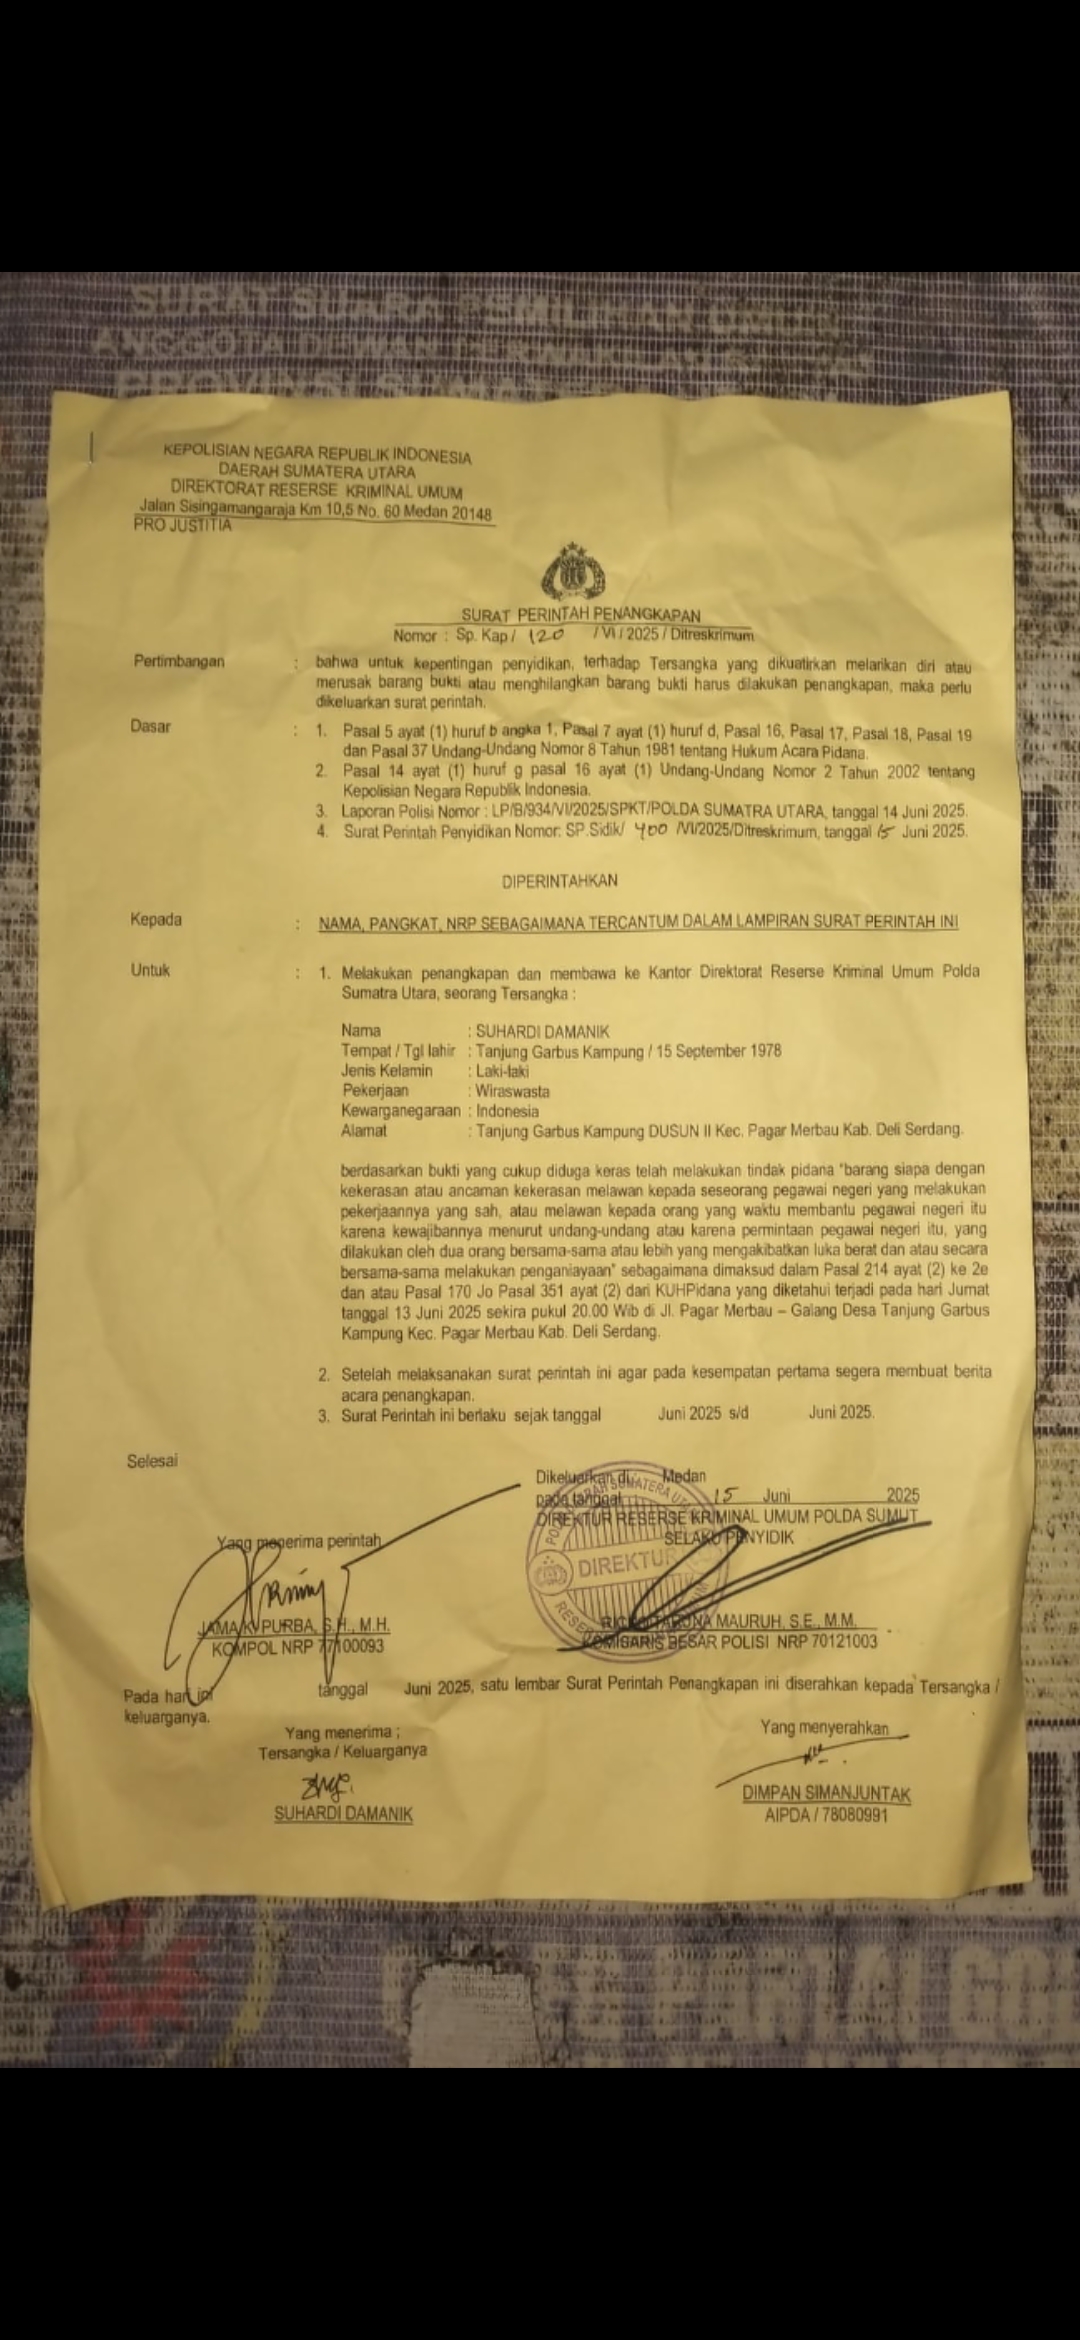 SURAT SUARA PEMILIHAN UMUM
ANGGOTA DEWAN
PROVINSI SUMAT
KEPOLISIAN NEGARA REPUBLIK INDONESIA
DAERAH SUMATERA UTARA
DIREKTORAT RESERSE KRIMINAL UMUM
Jalan Sisingamangaraja Km 10,5 No. 60 Medan 20148
PRO JUSTITIA
SURAT PERINTAH PENANGKAPAN
Nomor : Sp. Kap / 120 / VI / 2025 / Ditreskrimum
Pertimbangan : bahwa untuk kepentingan penyidikan, terhadap Tersangka yang dikuatirkan melarikan diri atau
merusak barang bukti atau menghilangkan barang bukti harus dilakukan penangkapan, maka perlu
dikeluarkan surat perintah.
Dasar : 1. Pasal 5 ayat (1) huruf b angka 1, Pasal 7 ayat (1) huruf d, Pasal 16, Pasal 17, Pasal 18, Pasal 19
dan Pasal 37 Undang-Undang Nomor 8 Tahun 1981 tentang Hukum Acara Pidana.
2. Pasal 14 ayat (1) huruf g pasal 16 ayat (1) Undang-Undang Nomor 2 Tahun 2002 tentang
Kepolisian Negara Republik Indonesia.
3. Laporan Polisi Nomor : LP/B/934/VI/2025/SPKT/POLDA SUMATRA UTARA, tanggal 14 Juni 2025.
4. Surat Perintah Penyidikan Nomor: SP.Sidik/ 400 /VI/2025/Ditreskrimum, tanggal 15 Juni 2025.
DIPERINTAHKAN
Kepada : NAMA, PANGKAT, NRP SEBAGAIMANA TERCANTUM DALAM LAMPIRAN SURAT PERINTAH INI
Untuk : 1. Melakukan penangkapan dan membawa ke Kantor Direktorat Reserse Kriminal Umum Polda
Sumatra Utara, seorang Tersangka :
Nama : SUHARDI DAMANIK
Tempat / Tgl lahir : Tanjung Garbus Kampung / 15 September 1978
Jenis Kelamin : Laki-laki
Pekerjaan : Wiraswasta
Kewarganegaraan : Indonesia
Alamat : Tanjung Garbus Kampung DUSUN II Kec. Pagar Merbau Kab. Deli Serdang.
berdasarkan bukti yang cukup diduga keras telah melakukan tindak pidana "barang siapa dengan
kekerasan atau ancaman kekerasan melawan kepada seseorang pegawai negeri yang melakukan
pekerjaannya yang sah, atau melawan kepada orang yang waktu membantu pegawai negeri itu
karena kewajibannya menurut undang-undang atau karena permintaan pegawai negeri itu, yang
dilakukan oleh dua orang bersama-sama atau lebih yang mengakibatkan luka berat dan atau secara
bersama-sama melakukan penganiayaan" sebagaimana dimaksud dalam Pasal 214 ayat (2) ke 2e
dan atau Pasal 170 Jo Pasal 351 ayat (2) dari KUHPidana yang diketahui terjadi pada hari Jumat
tanggal 13 Juni 2025 sekira pukul 20.00 Wib di Jl. Pagar Merbau – Galang Desa Tanjung Garbus
Kampung Kec. Pagar Merbau Kab. Deli Serdang.
2. Setelah melaksanakan surat perintah ini agar pada kesempatan pertama segera membuat berita
acara penangkapan.
3. Surat Perintah ini berlaku sejak tanggal Juni 2025 s/d Juni 2025.
Selesai
Dikeluarkan di : Medan
pada tanggal 15 Juni 2025
DIREKTUR RESERSE KRIMINAL UMUM POLDA SUMUT
SELAKU PENYIDIK
DIREKTUR
Yang menerima perintah
JAMA K. PURBA, S.H., M.H.
KOMPOL NRP 77100093
MAURUH, S.E., M.M.
KOMISARIS BESAR POLISI NRP 70121003
Pada hari ini tanggal Juni 2025, satu lembar Surat Perintah Penangkapan ini diserahkan kepada Tersangka /
keluarganya.
Yang menerima ;
Tersangka / Keluarganya
SUHARDI DAMANIK
Yang menyerahkan
DIMPAN SIMANJUNTAK
AIPDA / 78080991
PARTAI GO